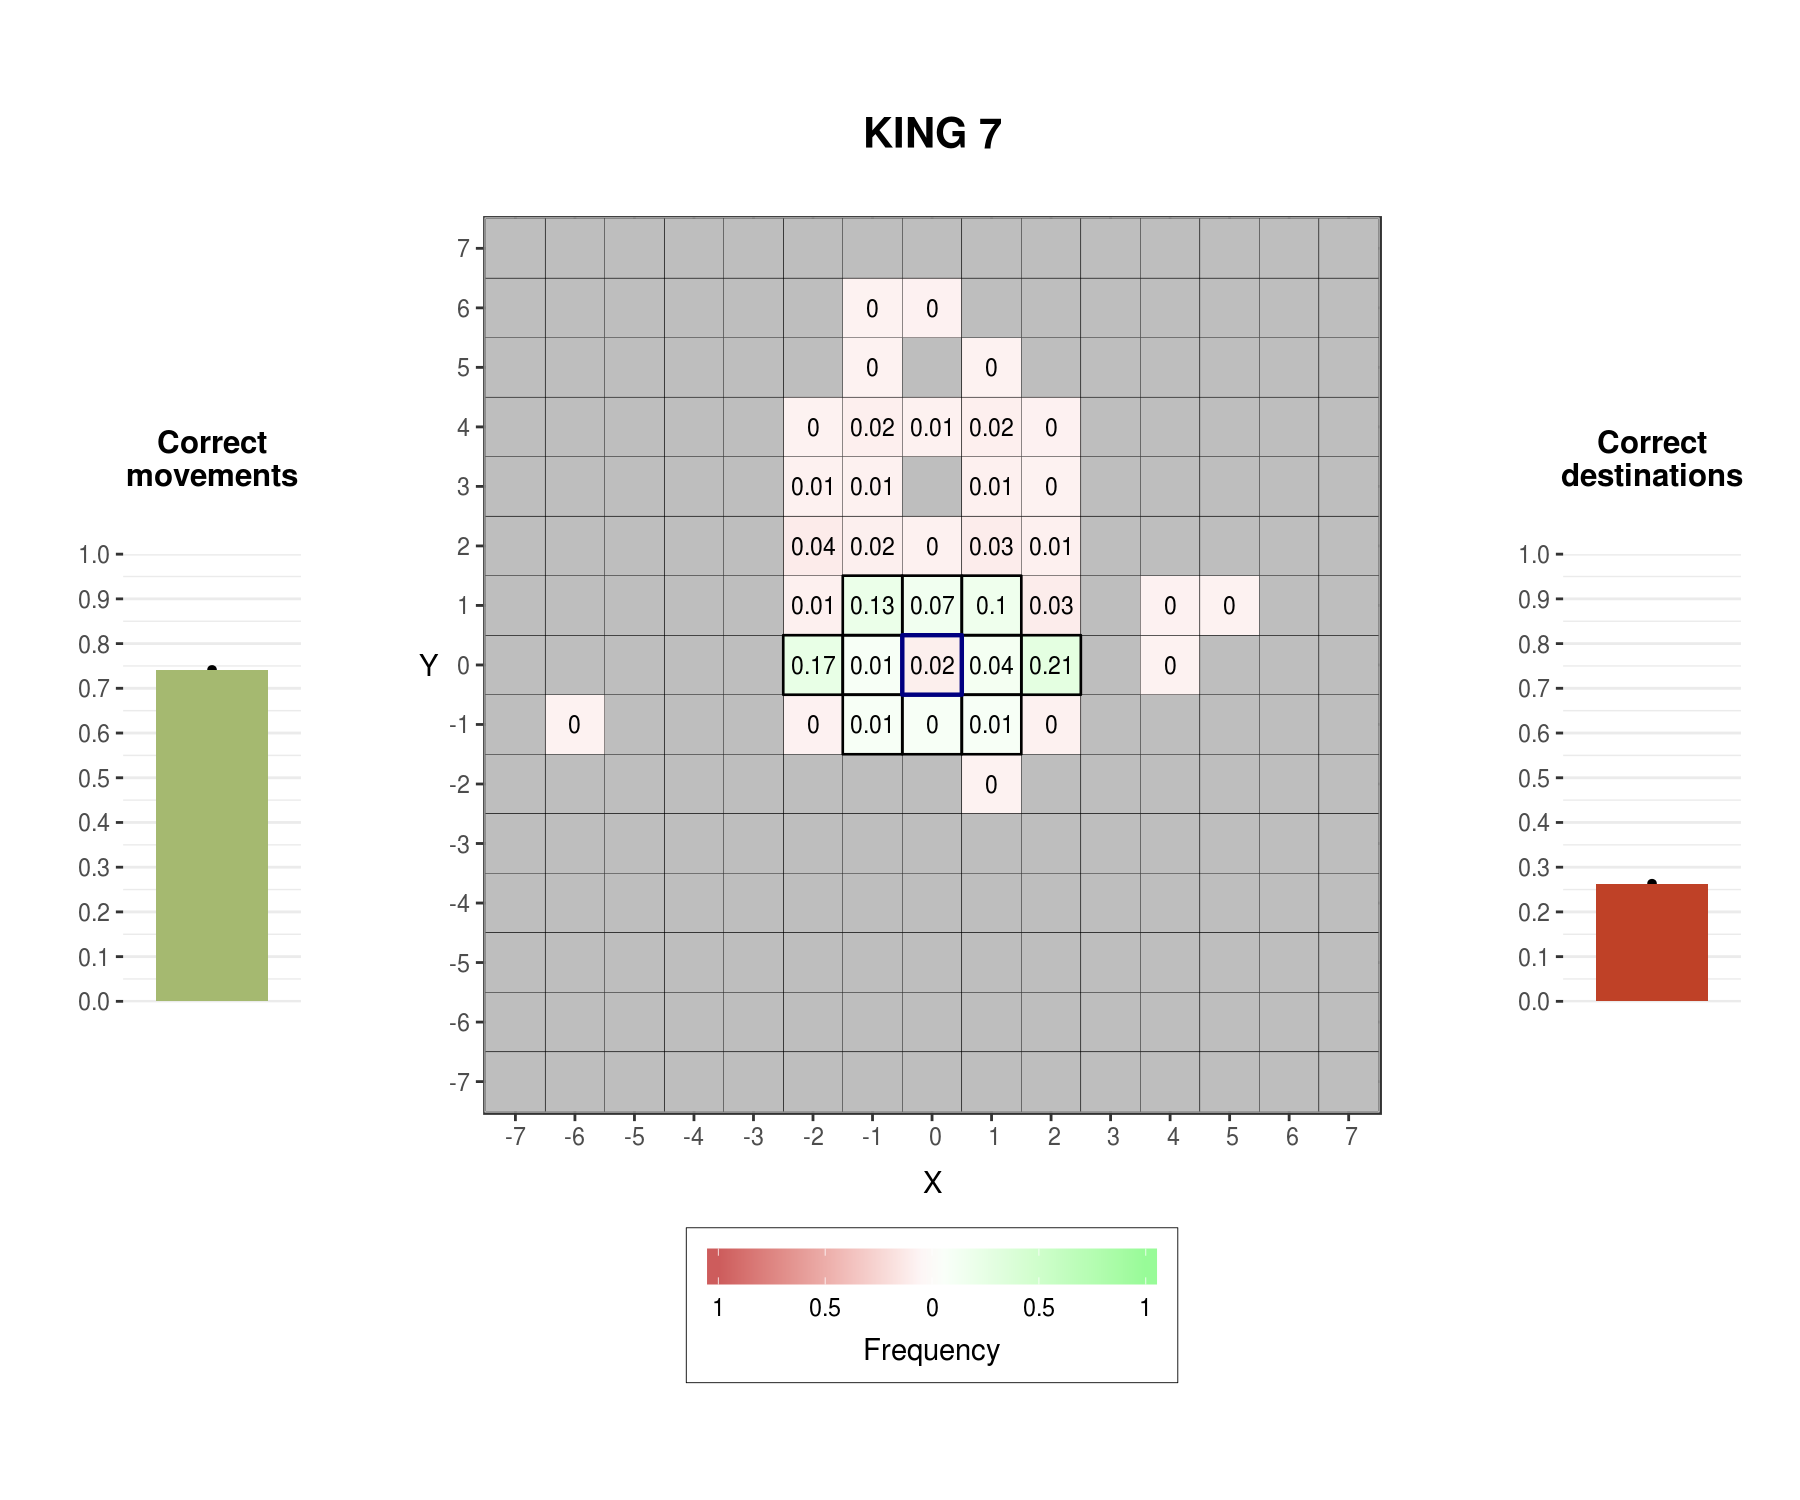 KING 7
Correct
movements
1.0
0.9
0.8
0.7
0.6
0.5
0.4
0.3
0.2
0.1
0.0
Y
7
6 0 0
5 0 0
4 0 0.02 0.01 0.02 0
3 0.01 0.01 0.01 0
2 0.04 0.02 0 0.03 0.01
1 0.01 0.13 0.07 0.1 0.03 0 0
0 0.17 0.01 0.02 0.04 0.21 0
-1 0 0 0.01 0 0.01 0
-2 0
-3
-4
-5
-6
-7
-7 -6 -5 -4 -3 -2 -1 0 1 2 3 4 5 6 7
X
1 0.5 0 0.5 1
Frequency
Correct
destinations
1.0
0.9
0.8
0.7
0.6
0.5
0.4
0.3
0.2
0.1
0.0